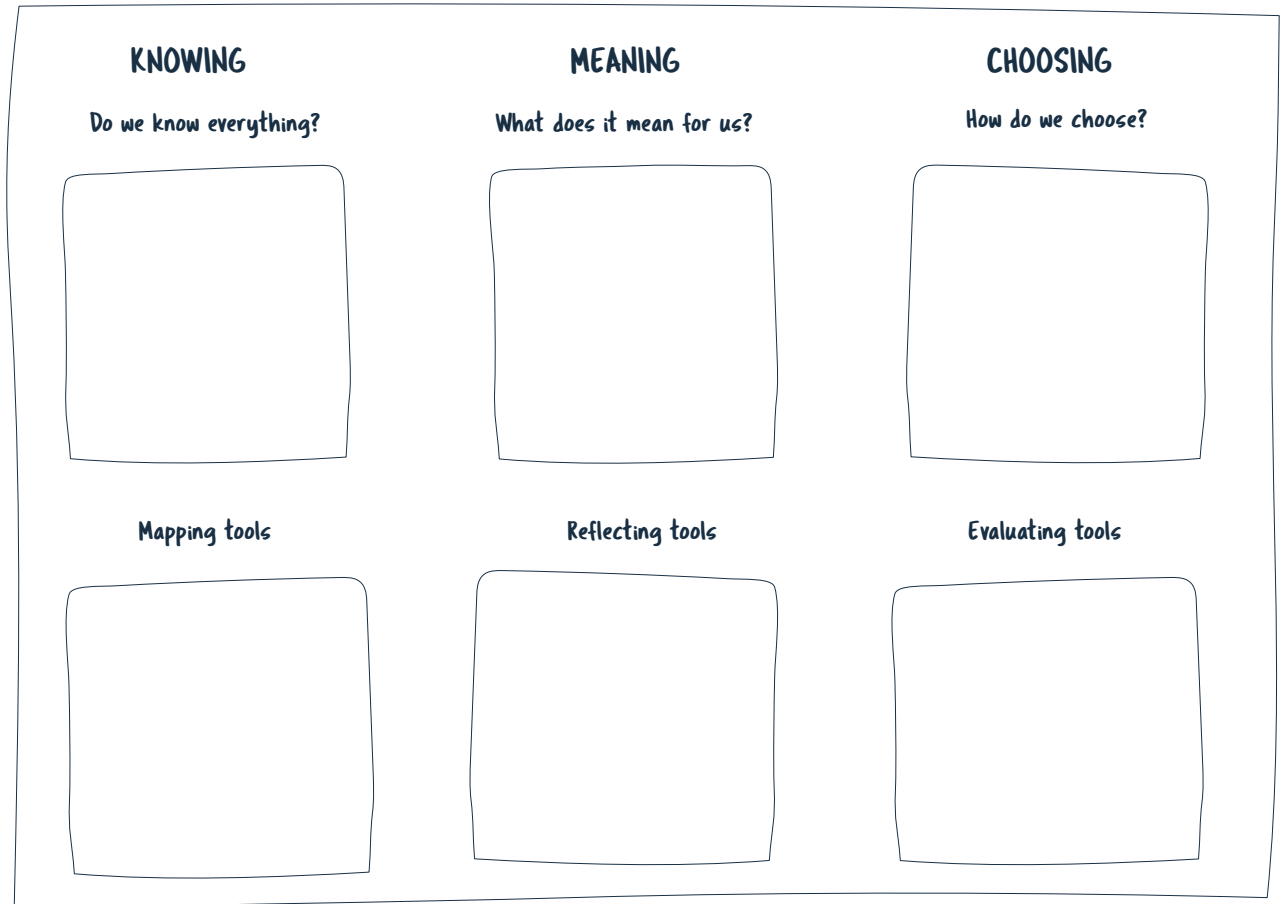 KNOWING
MEANING
CHOOSING
Do we know everything?
What does it mean for us?
How do we choose?
Mapping tools
Reflecting tools
Evaluating tools